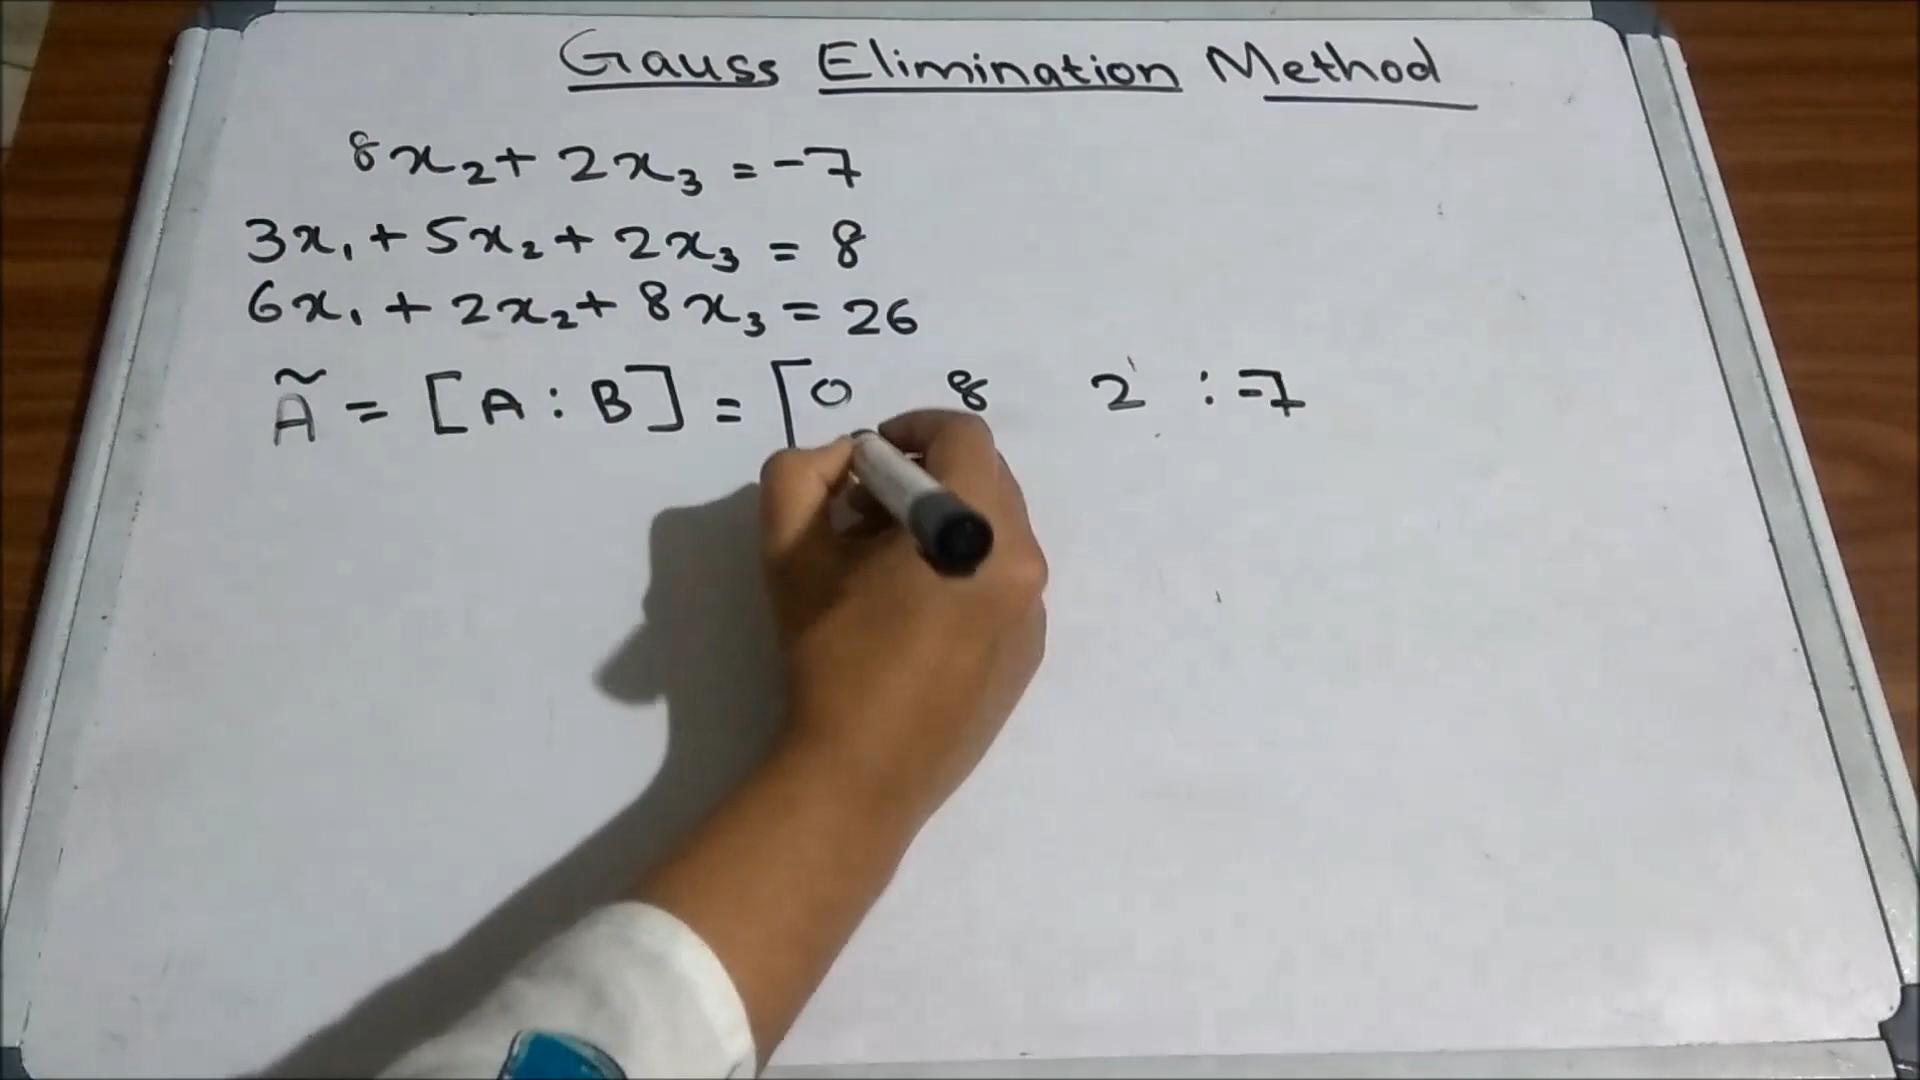 Gauss Elimination Method
8x₂ + 2x₃ = -7
3x₁ + 5x₂ + 2x₃ = 8
6x₁ + 2x₂ + 8x₃ = 26
Ã = [A : B] = [0 8 2 : -7